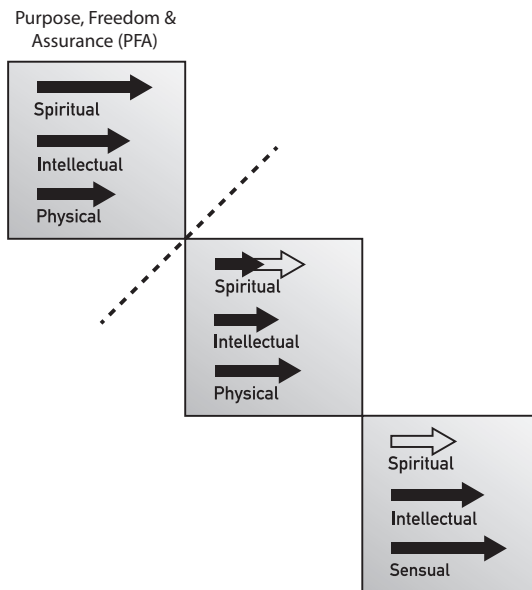 Purpose, Freedom &
Assurance (PFA)
Spiritual
Intellectual
Physical
Spiritual
Intellectual
Physical
Spiritual
Intellectual
Sensual